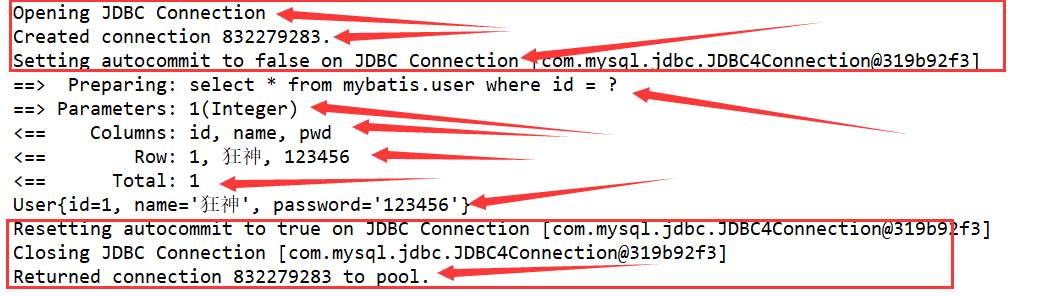 Opening JDBC Connection
Created connection 832279283.
Setting autocommit to false on JDBC Connection [com.mysql.jdbc.JDBC4Connection@319b92f3]
==>  Preparing: select * from mybatis.user where id = ?
==> Parameters: 1(Integer)
<==    Columns: id, name, pwd
<==        Row: 1, 狂神, 123456
<==      Total: 1
User{id=1, name='狂神', password='123456'}
Resetting autocommit to true on JDBC Connection [com.mysql.jdbc.JDBC4Connection@319b92f3]
Closing JDBC Connection [com.mysql.jdbc.JDBC4Connection@319b92f3]
Returned connection 832279283 to pool.